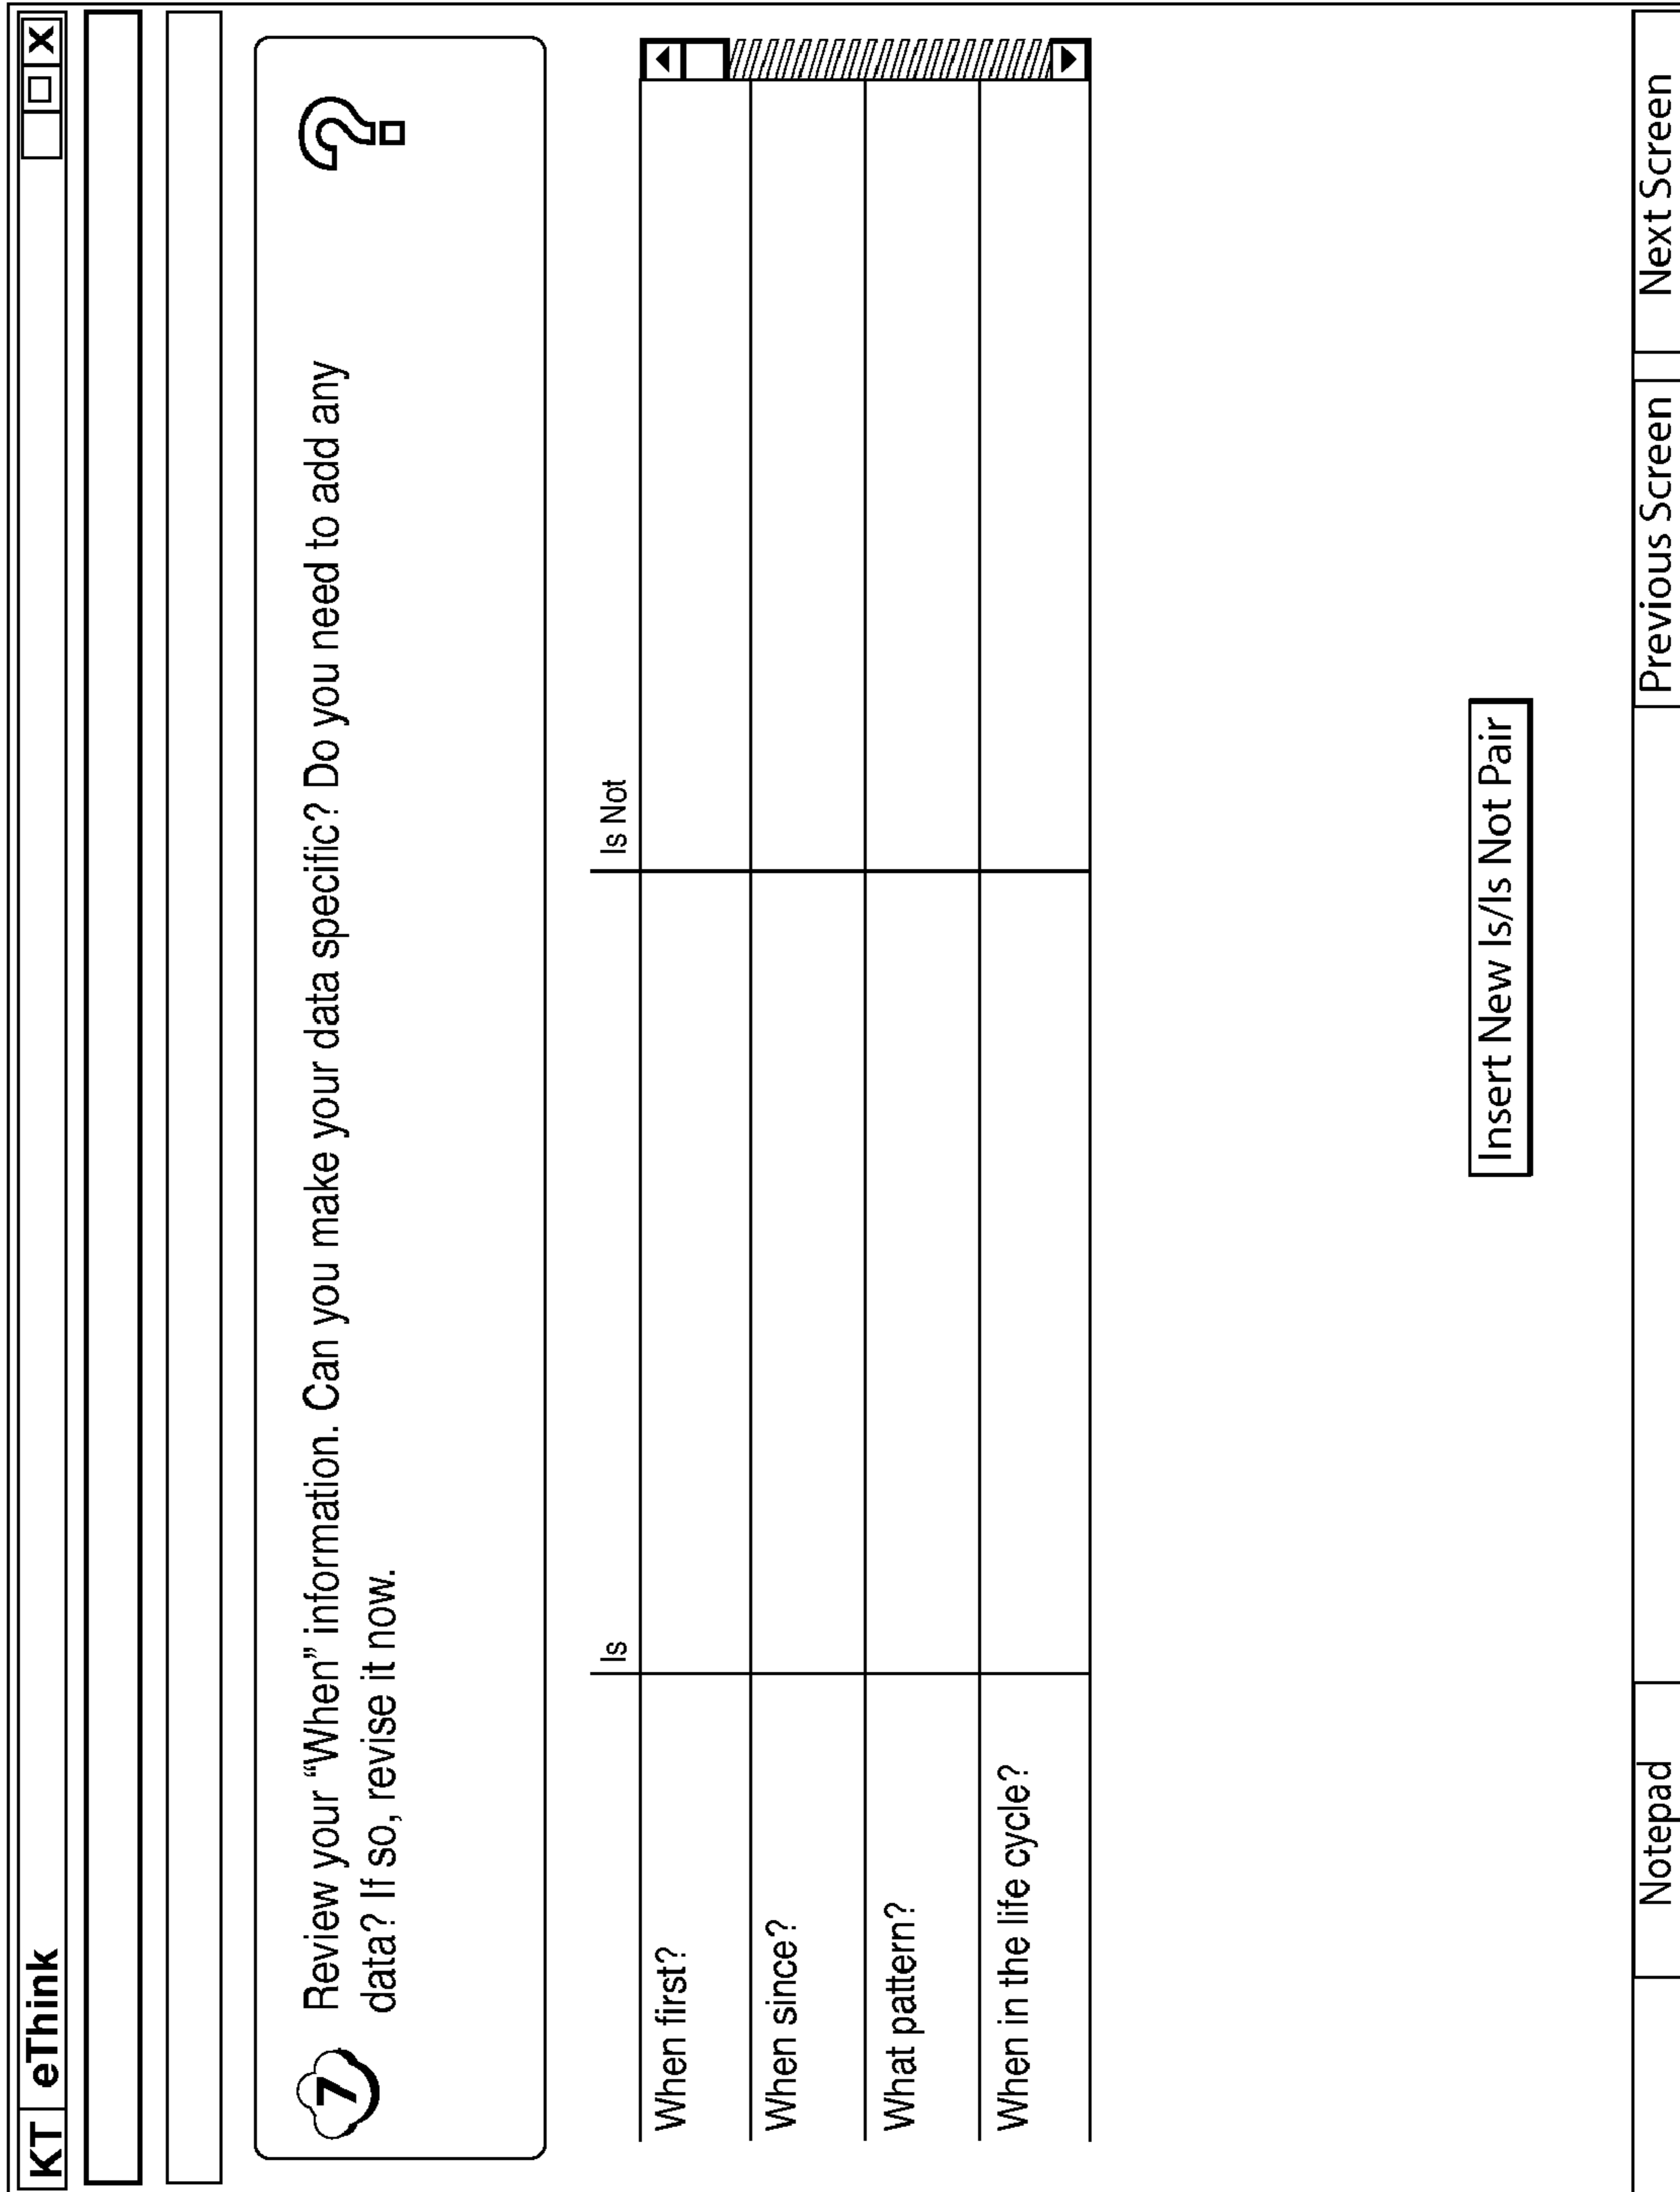 KT eThink X
7 Review your “When” information. Can you make your data specific? Do you need to add any
data? If so, revise it now. ?
Is Is Not
When first?
When since?
What pattern?
When in the life cycle?
Insert New Is/Is Not Pair
Notepad Previous Screen Next Screen